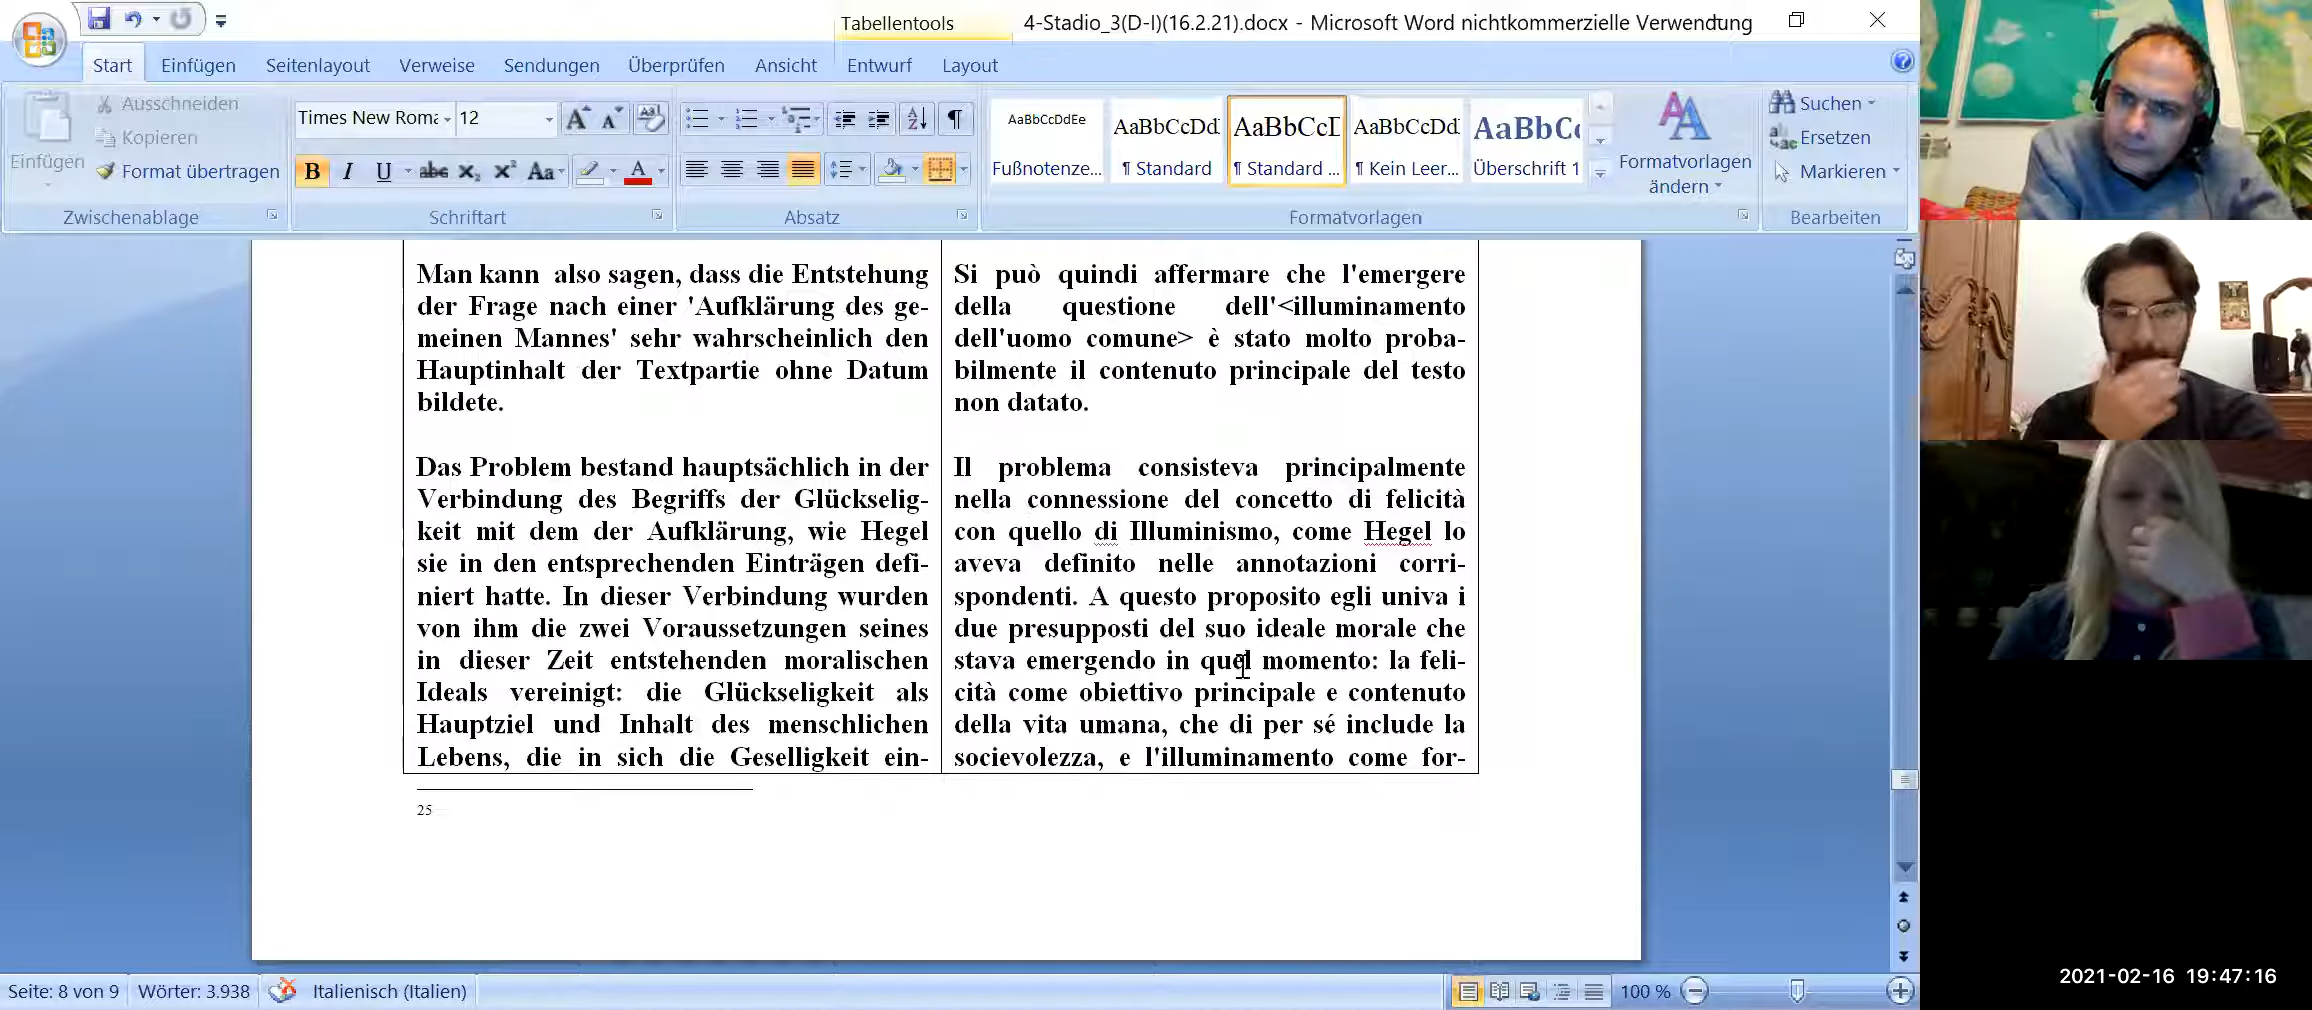 Tabellentools
4-Stadio_3(D-I)(16.2.21).docx - Microsoft Word nichtkommerzielle Verwendung
Start Einfügen Seitenlayout Verweise Sendungen Überprüfen Ansicht Entwurf Layout
Einfügen
Ausschneiden
Kopieren
Format übertragen
Zwischenablage
Times New Roma 12
Schriftart
Absatz
AaBbCcDdEe
Fußnotenze...
AaBbCcDd
¶ Standard
AaBbCcD
¶ Standard ...
AaBbCcDd
¶ Kein Leer...
AaBbCc
Überschrift 1
Formatvorlagen
ändern
Formatvorlagen
Suchen
Ersetzen
Markieren
Bearbeiten
Man kann also sagen, dass die Entstehung
der Frage nach einer 'Aufklärung des ge-
meinen Mannes' sehr wahrscheinlich den
Hauptinhalt der Textpartie ohne Datum
bildete.
Das Problem bestand hauptsächlich in der
Verbindung des Begriffs der Glückselig-
keit mit dem der Aufklärung, wie Hegel
sie in den entsprechenden Einträgen defi-
niert hatte. In dieser Verbindung wurden
von ihm die zwei Voraussetzungen seines
in dieser Zeit entstehenden moralischen
Ideals vereinigt: die Glückseligkeit als
Hauptziel und Inhalt des menschlichen
Lebens, die in sich die Geselligkeit ein-
Si può quindi affermare che l'emergere
della questione dell'<illuminamento
dell'uomo comune> è stato molto proba-
bilmente il contenuto principale del testo
non datato.
Il problema consisteva principalmente
nella connessione del concetto di felicità
con quello di Illuminismo, come Hegel lo
aveva definito nelle annotazioni corri-
spondenti. A questo proposito egli univa i
due presupposti del suo ideale morale che
stava emergendo in quel momento: la feli-
cità come obiettivo principale e contenuto
della vita umana, che di per sé include la
socievolezza, e l'illuminamento come for-
25
Seite: 8 von 9 Wörter: 3.938 Italienisch (Italien)
100 %
2021-02-16 19:47:16